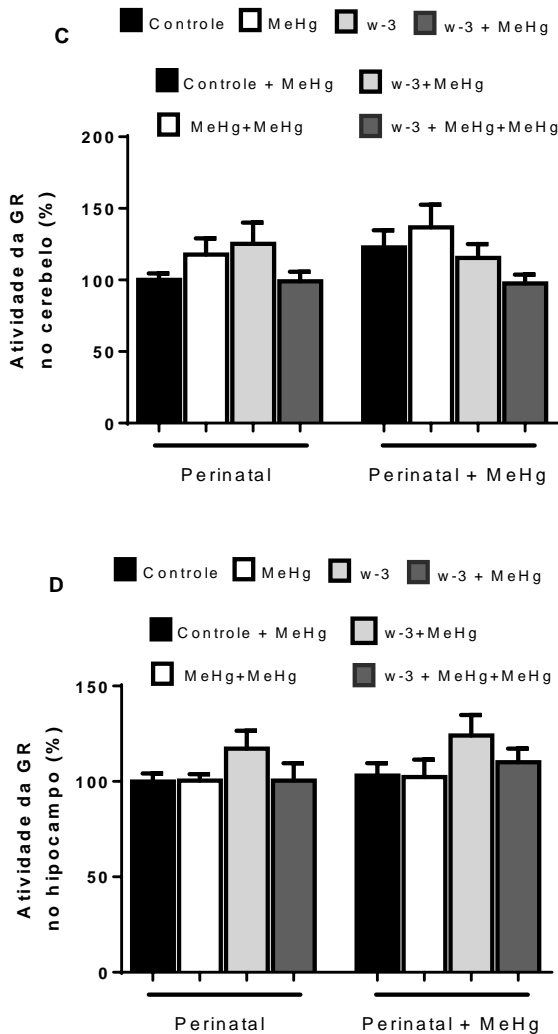 C
Controle MeHg w-3 w-3 + MeHg
Controle + MeHg w-3+MeHg
MeHg+MeHg w-3 + MeHg+MeHg
Atividade da GR
no cerebelo (%)
200
150
100
50
0
Perinatal Perinatal + MeHg
D
Controle MeHg w-3 w-3 + MeHg
Controle + MeHg w-3+MeHg
MeHg+MeHg w-3 + MeHg+MeHg
Atividade da GR
no hipocampo (%)
150
100
50
0
Perinatal Perinatal + MeHg